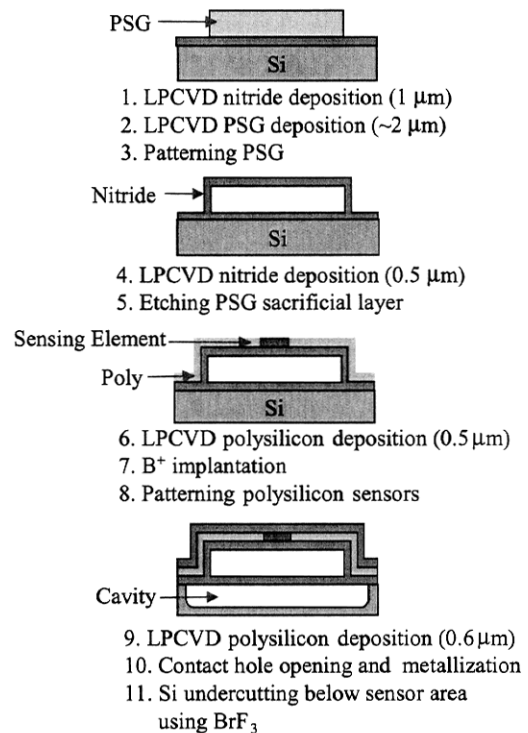 PSG
Si
1. LPCVD nitride deposition (1 μm)
2. LPCVD PSG deposition (~2 μm)
3. Patterning PSG
Nitride
Si
4. LPCVD nitride deposition (0.5 μm)
5. Etching PSG sacrificial layer
Sensing Element
Poly
Si
6. LPCVD polysilicon deposition (0.5 μm)
7. B⁺ implantation
8. Patterning polysilicon sensors
Cavity
9. LPCVD polysilicon deposition (0.6 μm)
10. Contact hole opening and metallization
11. Si undercutting below sensor area
using BrF₃